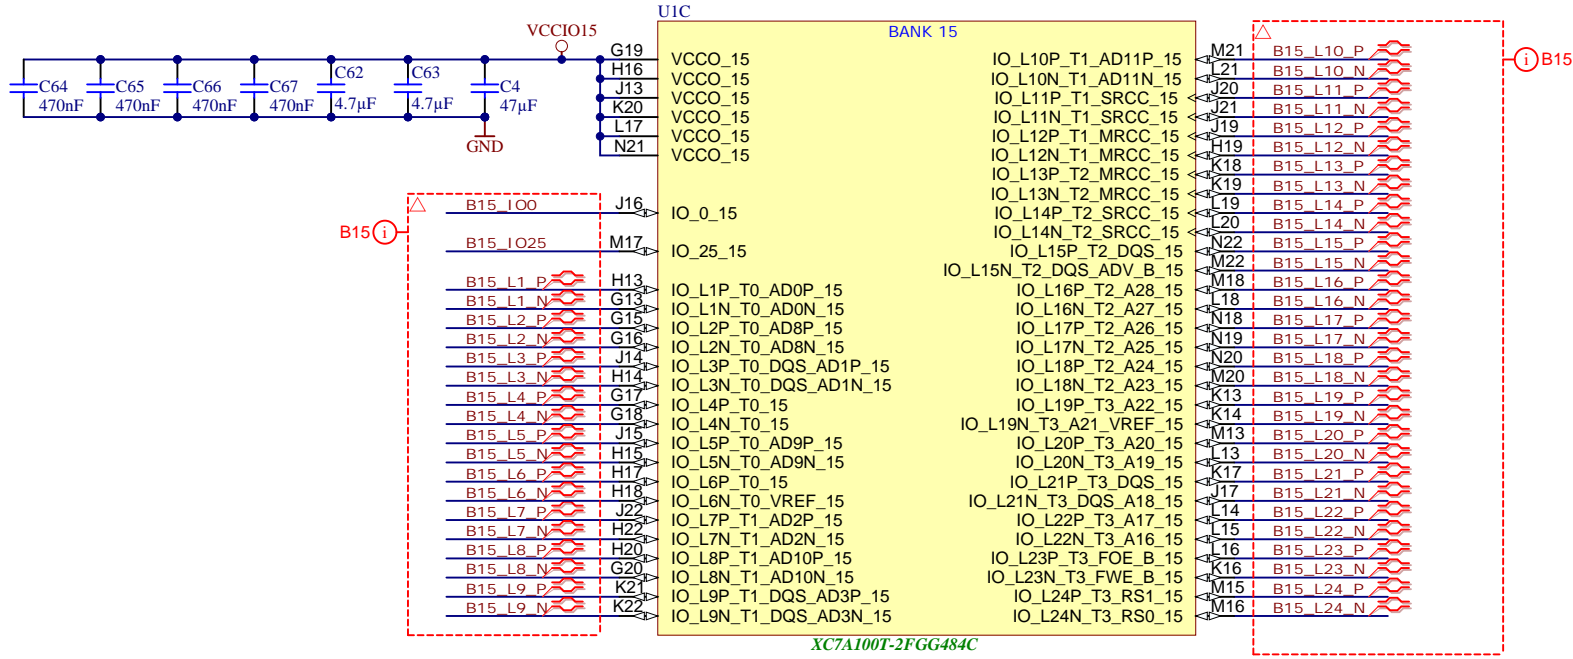 U1C
BANK 15
VCCIO15
C64 470nF
C65 470nF
C66 470nF
C67 470nF
C62 4.7µF
C63 4.7µF
C4 47µF
GND
G19 VCCO_15
H16 VCCO_15
J13 VCCO_15
K20 VCCO_15
L17 VCCO_15
N21 VCCO_15
B15 i
B15_IO0 J16 IO_0_15
B15_IO25 M17 IO_25_15
B15_L1_P H13 IO_L1P_T0_AD0P_15
B15_L1_N G13 IO_L1N_T0_AD0N_15
B15_L2_P G15 IO_L2P_T0_AD8P_15
B15_L2_N G16 IO_L2N_T0_AD8N_15
B15_L3_P J14 IO_L3P_T0_DQS_AD1P_15
B15_L3_N H14 IO_L3N_T0_DQS_AD1N_15
B15_L4_P G17 IO_L4P_T0_15
B15_L4_N G18 IO_L4N_T0_15
B15_L5_P J15 IO_L5P_T0_AD9P_15
B15_L5_N H15 IO_L5N_T0_AD9N_15
B15_L6_P H17 IO_L6P_T0_15
B15_L6_N H18 IO_L6N_T0_VREF_15
B15_L7_P J22 IO_L7P_T1_AD2P_15
B15_L7_N H22 IO_L7N_T1_AD2N_15
B15_L8_P H20 IO_L8P_T1_AD10P_15
B15_L8_N G20 IO_L8N_T1_AD10N_15
B15_L9_P K21 IO_L9P_T1_DQS_AD3P_15
B15_L9_N K22 IO_L9N_T1_DQS_AD3N_15
IO_L10P_T1_AD11P_15 M21 B15_L10_P
IO_L10N_T1_AD11N_15 L21 B15_L10_N
IO_L11P_T1_SRCC_15 J20 B15_L11_P
IO_L11N_T1_SRCC_15 J21 B15_L11_N
IO_L12P_T1_MRCC_15 J19 B15_L12_P
IO_L12N_T1_MRCC_15 H19 B15_L12_N
IO_L13P_T2_MRCC_15 K18 B15_L13_P
IO_L13N_T2_MRCC_15 K19 B15_L13_N
IO_L14P_T2_SRCC_15 L19 B15_L14_P
IO_L14N_T2_SRCC_15 L20 B15_L14_N
IO_L15P_T2_DQS_15 N22 B15_L15_P
IO_L15N_T2_DQS_ADV_B_15 M22 B15_L15_N
IO_L16P_T2_A28_15 M18 B15_L16_P
IO_L16N_T2_A27_15 L18 B15_L16_N
IO_L17P_T2_A26_15 N18 B15_L17_P
IO_L17N_T2_A25_15 N19 B15_L17_N
IO_L18P_T2_A24_15 N20 B15_L18_P
IO_L18N_T2_A23_15 M20 B15_L18_N
IO_L19P_T3_A22_15 K13 B15_L19_P
IO_L19N_T3_A21_VREF_15 K14 B15_L19_N
IO_L20P_T3_A20_15 M13 B15_L20_P
IO_L20N_T3_A19_15 L13 B15_L20_N
IO_L21P_T3_DQS_15 K17 B15_L21_P
IO_L21N_T3_DQS_A18_15 J17 B15_L21_N
IO_L22P_T3_A17_15 L14 B15_L22_P
IO_L22N_T3_A16_15 L15 B15_L22_N
IO_L23P_T3_FOE_B_15 L16 B15_L23_P
IO_L23N_T3_FWE_B_15 K16 B15_L23_N
IO_L24P_T3_RS1_15 M15 B15_L24_P
IO_L24N_T3_RS0_15 M16 B15_L24_N
i B15
XC7A100T-2FGG484C